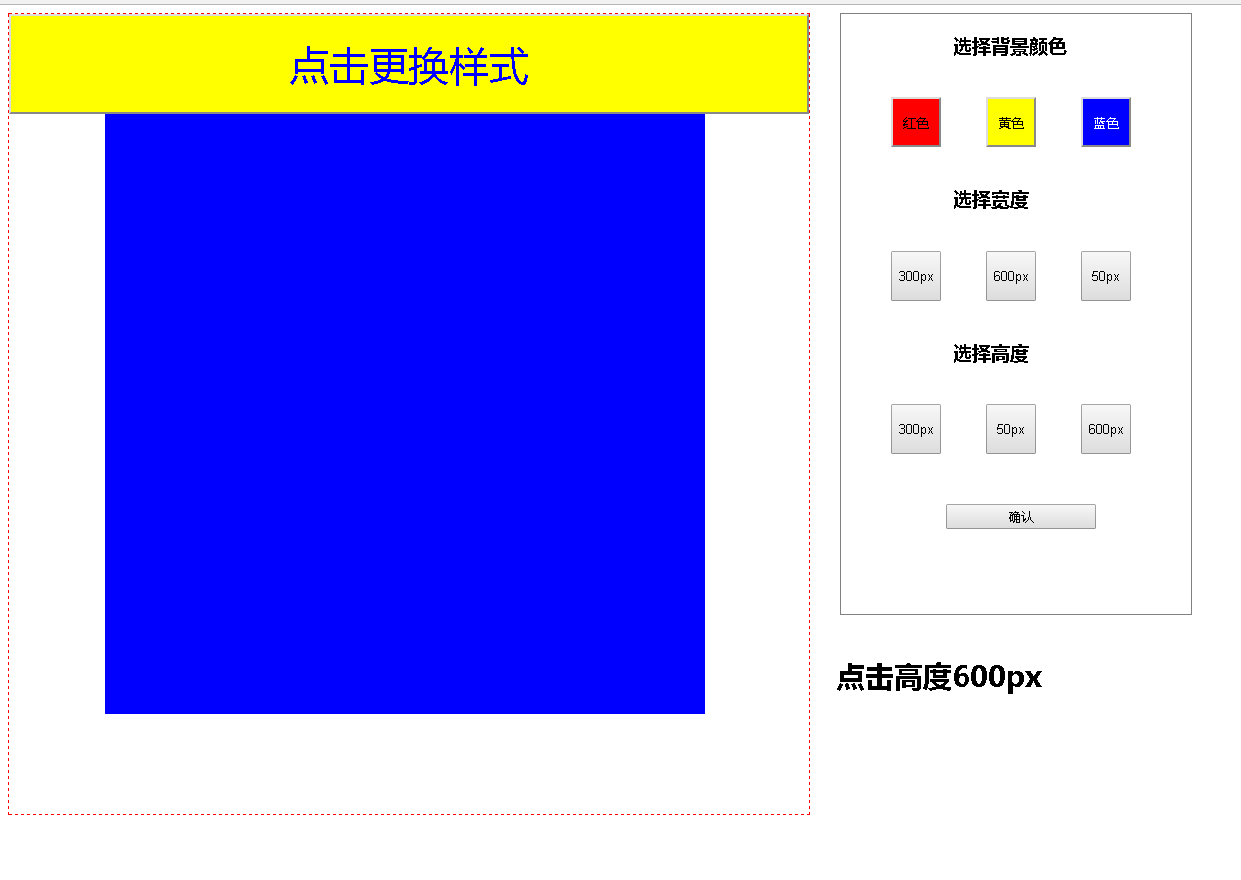 点击更换样式
选择背景颜色
红色 黄色 蓝色
选择宽度
300px 600px 50px
选择高度
300px 50px 600px
确认
点击高度600px